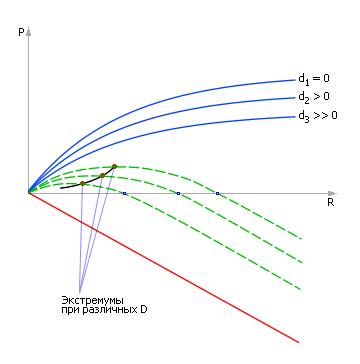 P
d₁ = 0
d₂ > 0
d₃ >> 0
R
Экстремумы
при различных D